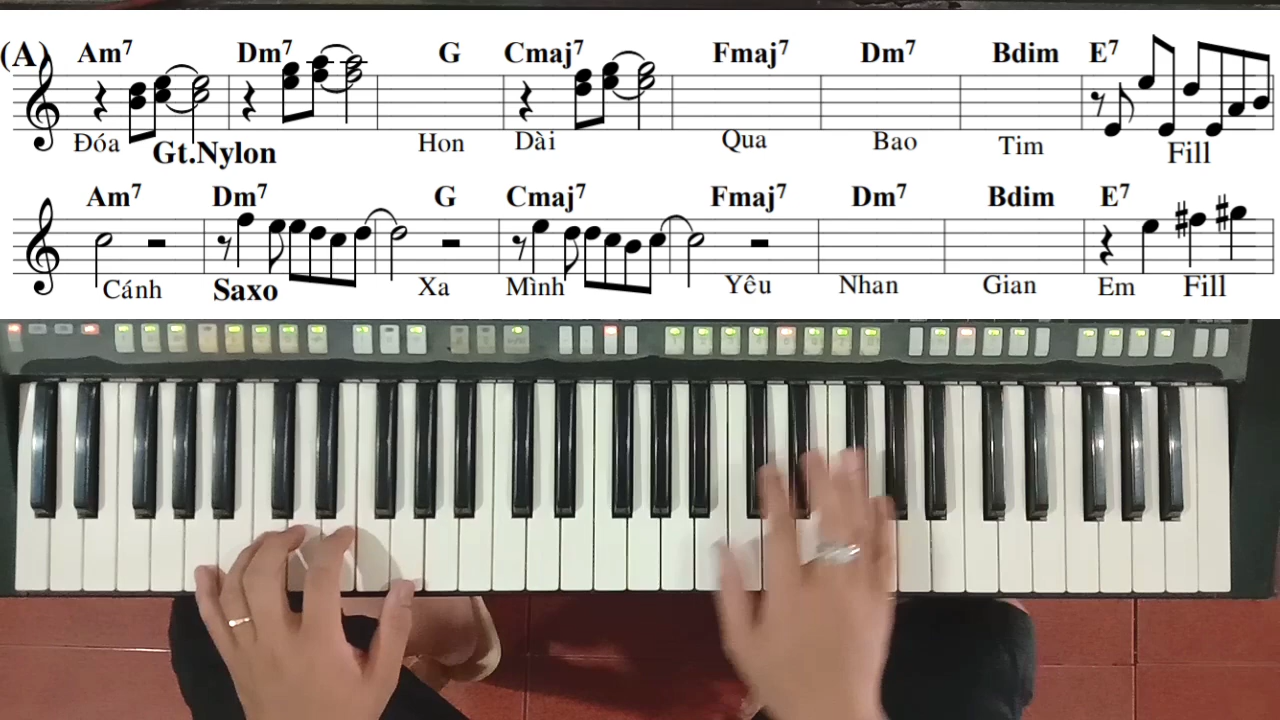 (A) Am7 Dm7 G Cmaj7 Fmaj7 Dm7 Bdim E7
Đóa Gt.Nylon Hon Dài Qua Bao Tim Fill
Am7 Dm7 G Cmaj7 Fmaj7 Dm7 Bdim E7
Cánh Saxo Xa Mình Yêu Nhan Gian Em Fill